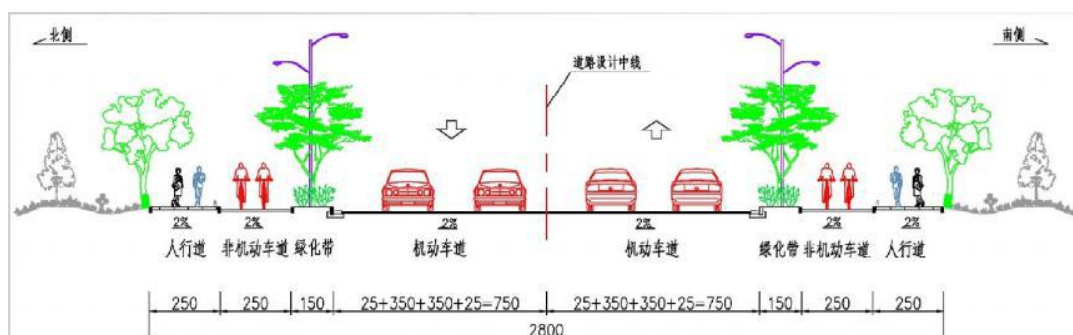 北侧
南侧
道路设计中线
2% 2% 2% 2% 2% 2%
人行道 非机动车道 绿化带 机动车道 机动车道 绿化带 非机动车道 人行道
250 250 150 25+350+350+25=750 25+350+350+25=750 150 250 250
2800